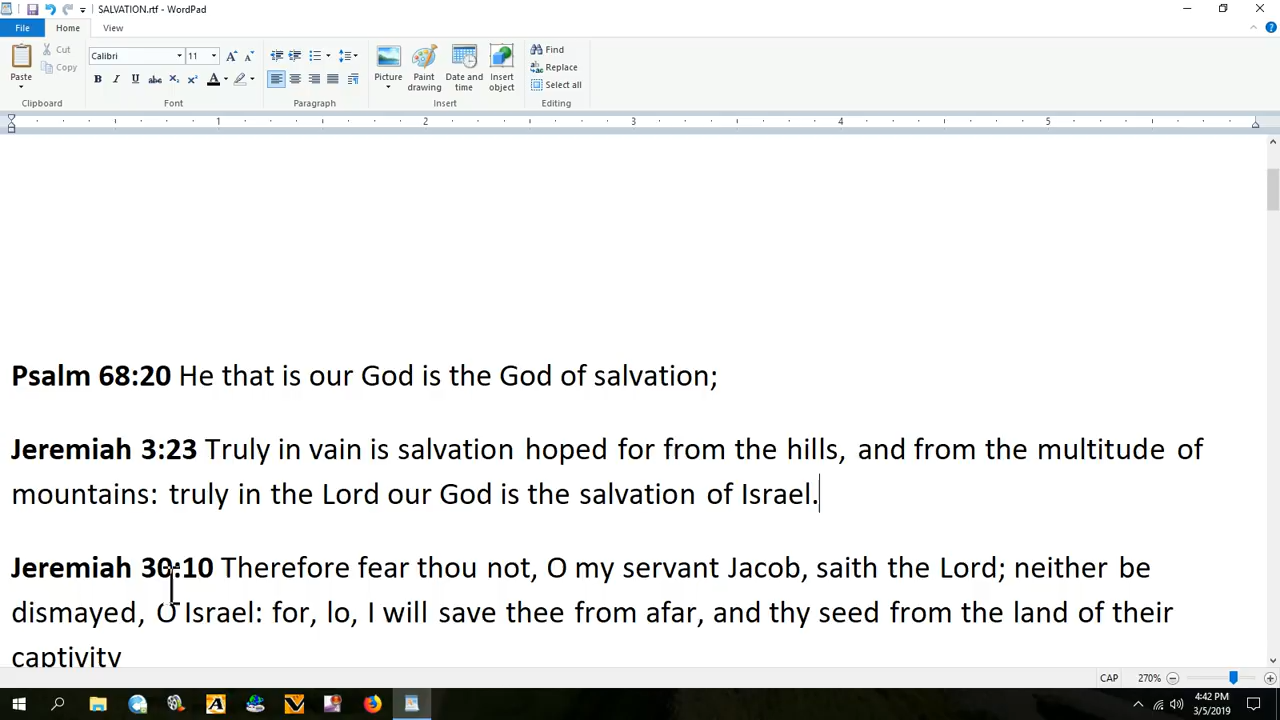 SALVATION.rtf - WordPad
File Home View
Paste Cut Copy
Calibri 11
Picture Paint drawing Date and time Insert object
Find
Replace
Select all
Clipboard Font Paragraph Insert Editing
1 2 3 4 5
Psalm 68:20 He that is our God is the God of salvation;
Jeremiah 3:23 Truly in vain is salvation hoped for from the hills, and from the multitude of
mountains: truly in the Lord our God is the salvation of Israel.
Jeremiah 30:10 Therefore fear thou not, O my servant Jacob, saith the Lord; neither be
dismayed, O Israel: for, lo, I will save thee from afar, and thy seed from the land of their
captivity
CAP 270%
4:42 PM
3/5/2019